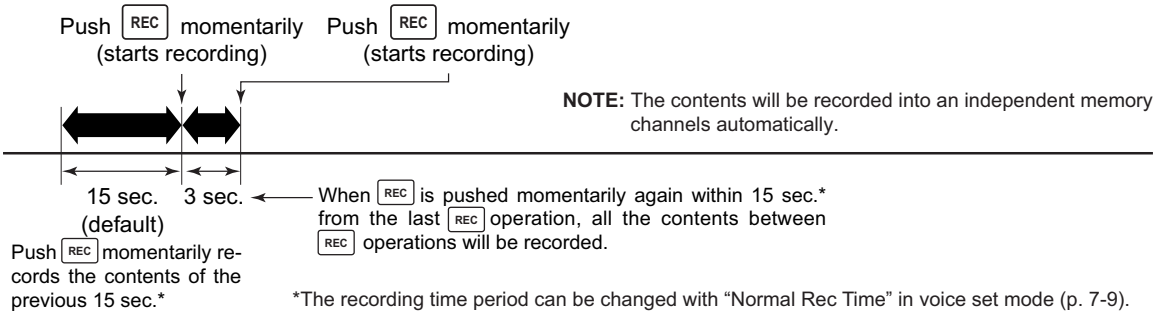 Push REC momentarily
(starts recording)
Push REC momentarily
(starts recording)
NOTE: The contents will be recorded into an independent memory
channels automatically.
15 sec.
(default)
3 sec.
Push REC momentarily re-
cords the contents of the
previous 15 sec.*
When REC is pushed momentarily again within 15 sec.*
from the last REC operation, all the contents between
REC operations will be recorded.
*The recording time period can be changed with “Normal Rec Time” in voice set mode (p. 7-9).